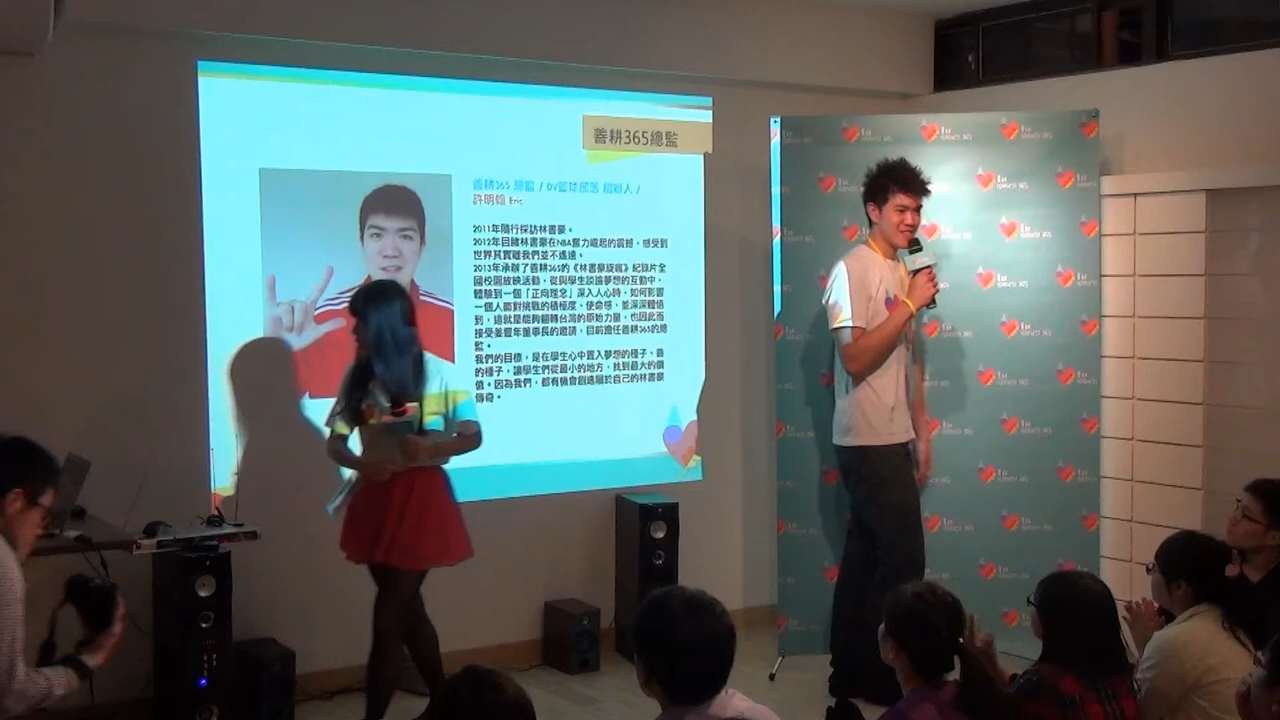 善耕365總監
善耕365 總監 / DV籃球部落 創辦人 /
許明翰 Eric
2011年隨行採訪林書豪。
2012年目睹林書豪在NBA奮力崛起的震撼，感受到
世界其實離我們並不遙遠。
2013年承辦了善耕365的《林書豪旋風》紀錄片全
國校園放映活動，從與學生談論夢想的互動中，
體驗到一個「正向理念」深入人心時，如何影響
一個人面對挑戰的積極度、使命感，並深深體悟
到，這就是能夠翻轉台灣的原始力量，也因此而
接受姜豐年董事長的邀請，目前擔任善耕365的總
監。
我們的目標，是在學生心中置入夢想的種子、善
的種子，讓學生們從最小的地方，找到最大的價
值。因為我們，都有機會創造屬於自己的林書豪
傳奇。